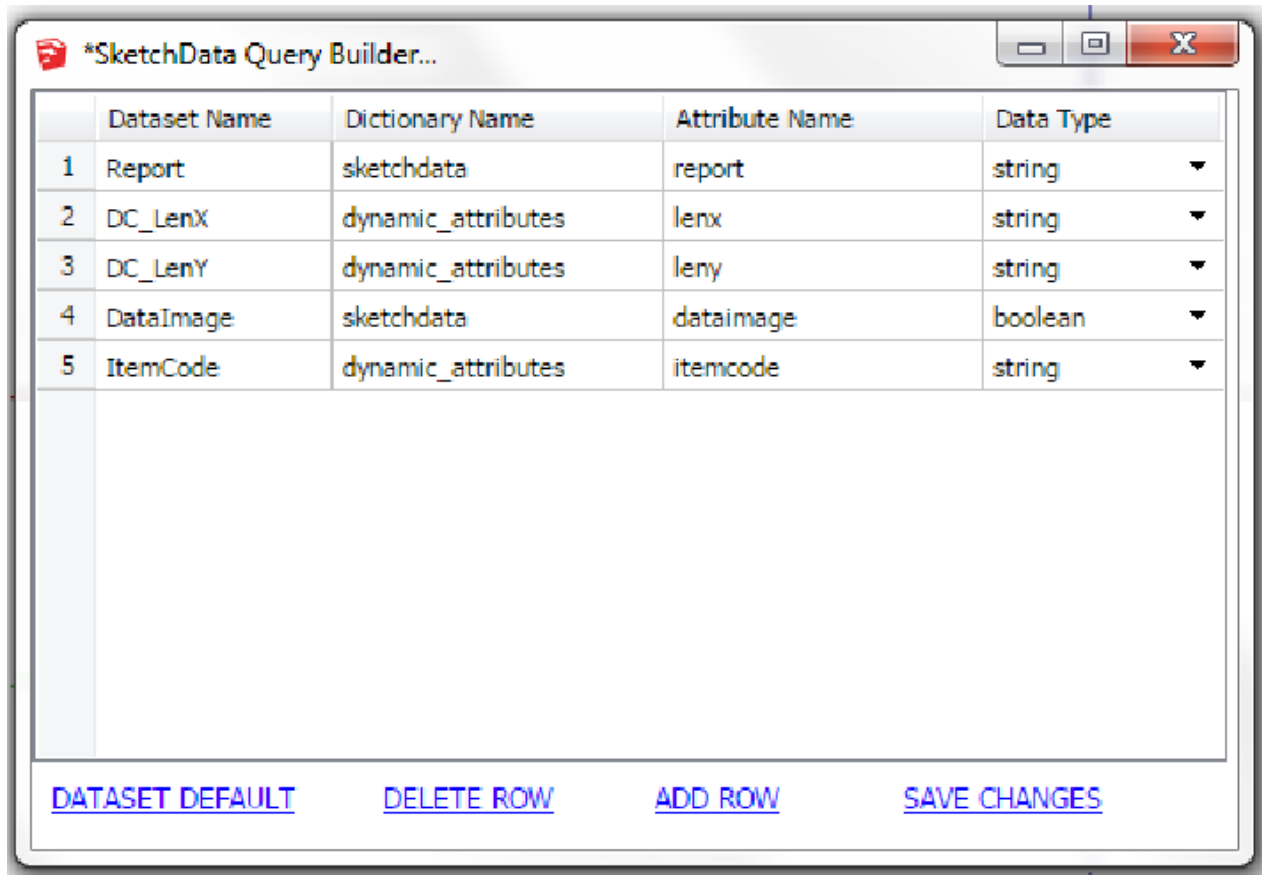 *SketchData Query Builder...
Dataset Name Dictionary Name Attribute Name Data Type
1 Report sketchdata report string
2 DC_LenX dynamic_attributes lenx string
3 DC_LenY dynamic_attributes leny string
4 DataImage sketchdata dataimage boolean
5 ItemCode dynamic_attributes itemcode string
DATASET DEFAULT DELETE ROW ADD ROW SAVE CHANGES